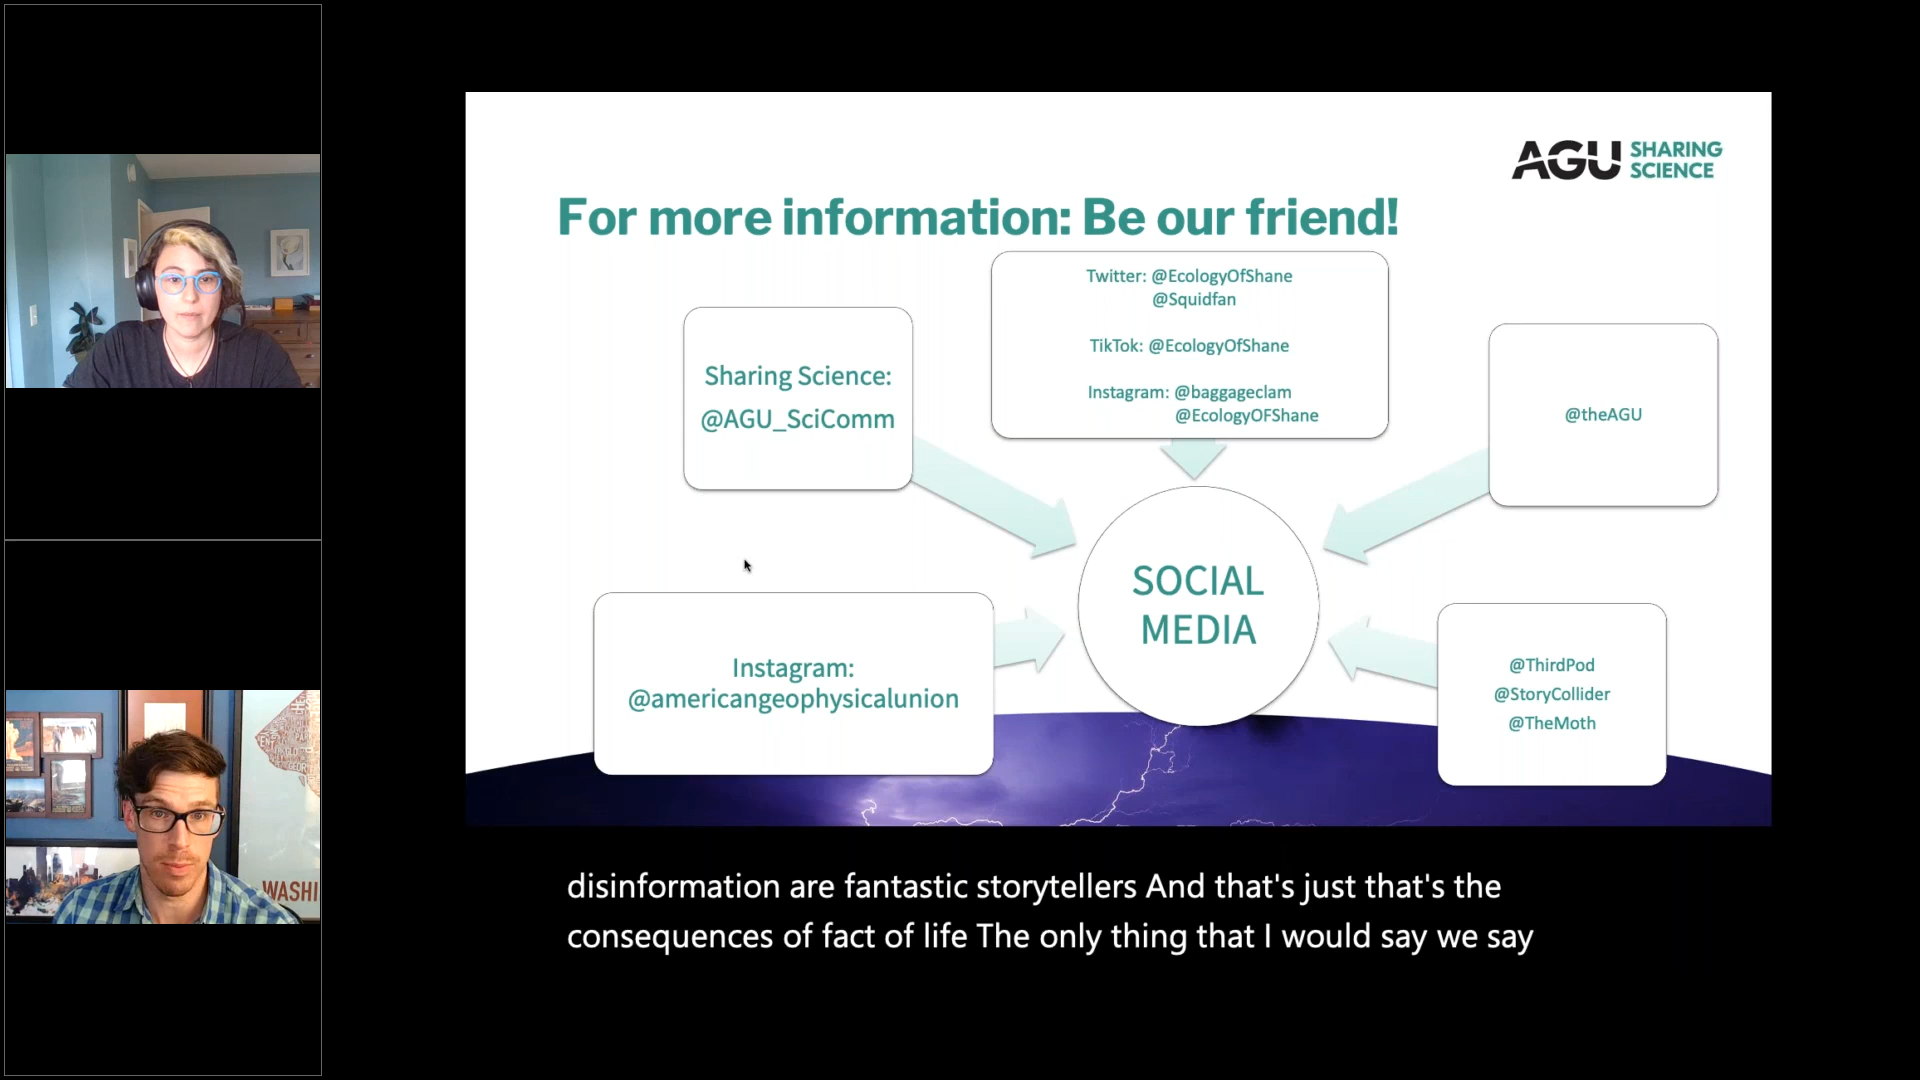 AGU SHARING
SCIENCE
For more information: Be our friend!
Twitter: @EcologyOfShane
@Squidfan
TikTok: @EcologyOfShane
Instagram: @baggageclam
@EcologyOFShane
Sharing Science:
@AGU_SciComm
@theAGU
SOCIAL
MEDIA
Instagram:
@americangeophysicalunion
@ThirdPod
@StoryCollider
@TheMoth
WASHI
disinformation are fantastic storytellers And that's just that's the
consequences of fact of life The only thing that I would say we say